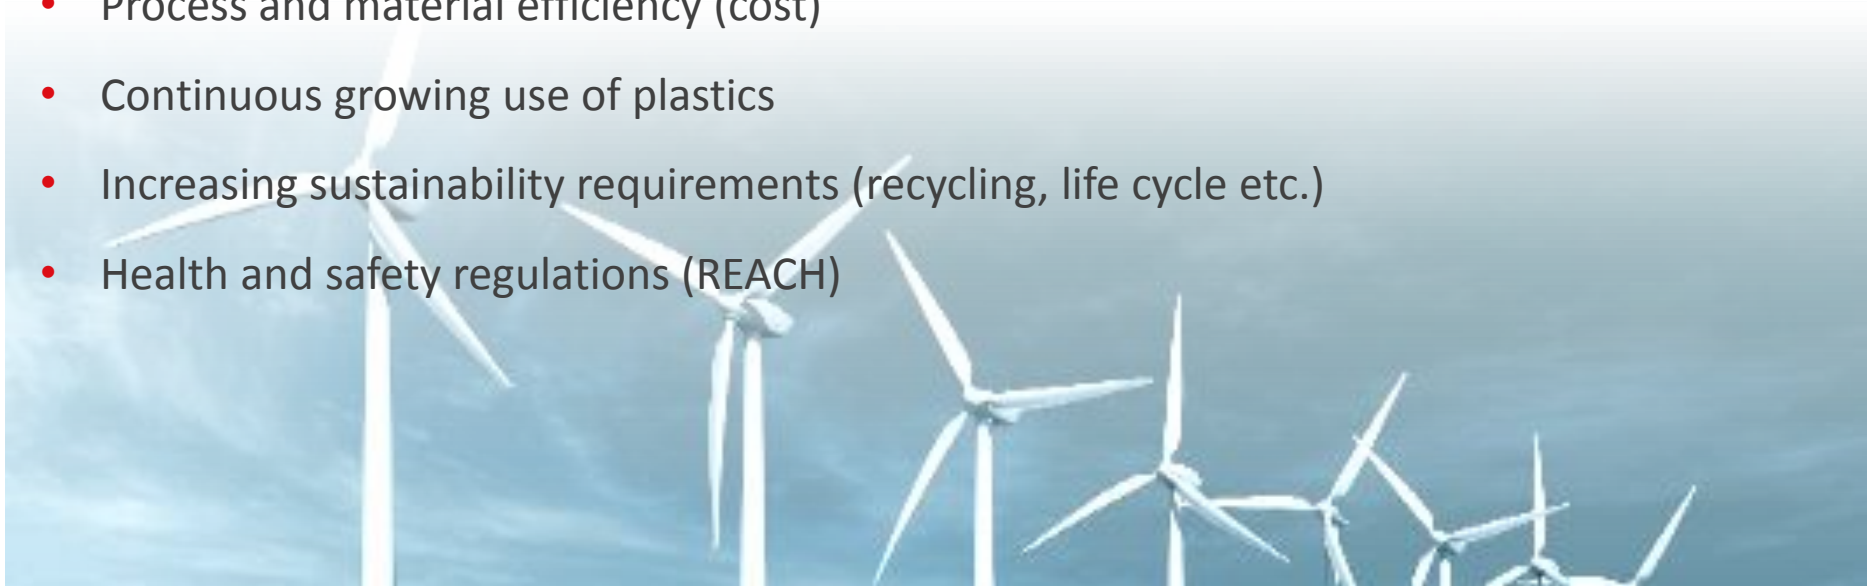 • Process and material efficiency (cost)
• Continuous growing use of plastics
• Increasing sustainability requirements (recycling, life cycle etc.)
• Health and safety regulations (REACH)